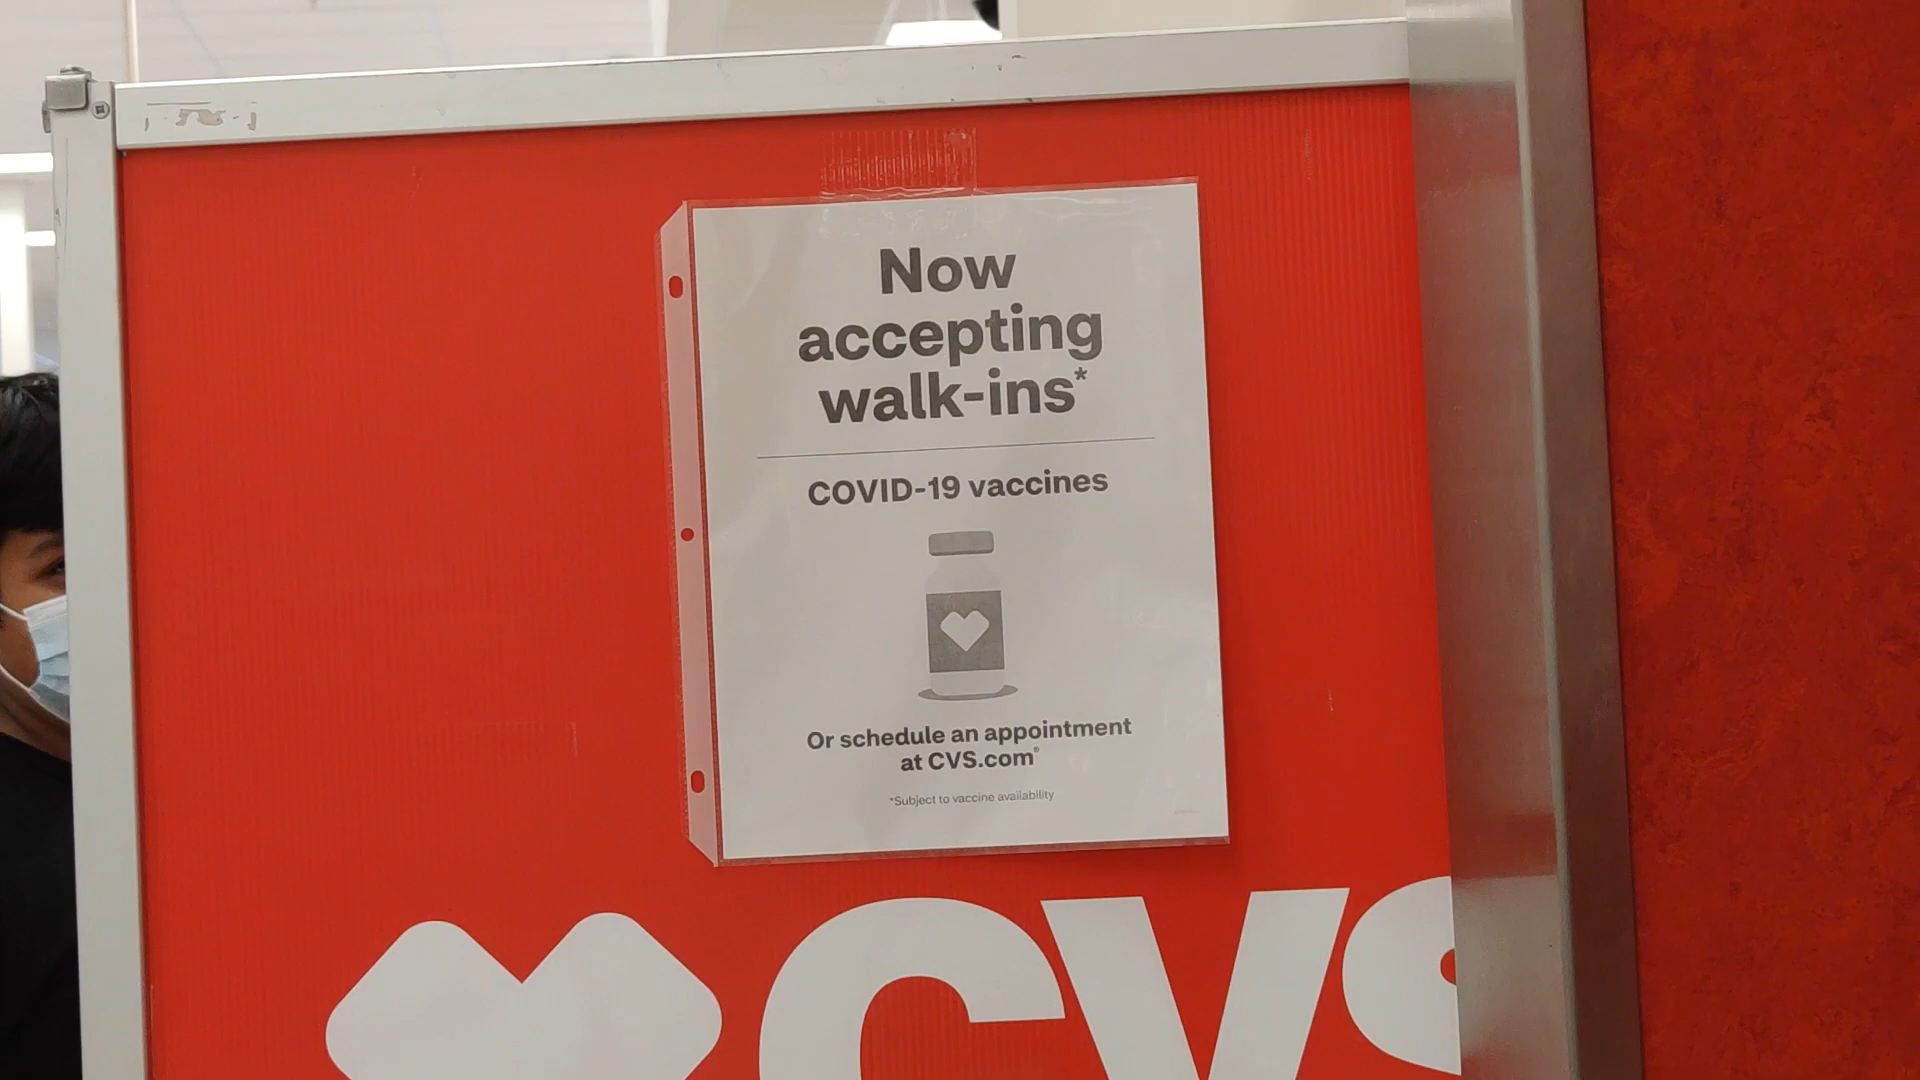 Now
accepting
walk-ins*
COVID-19 vaccines
Or schedule an appointment
at CVS.com®
*Subject to vaccine availability
CVS